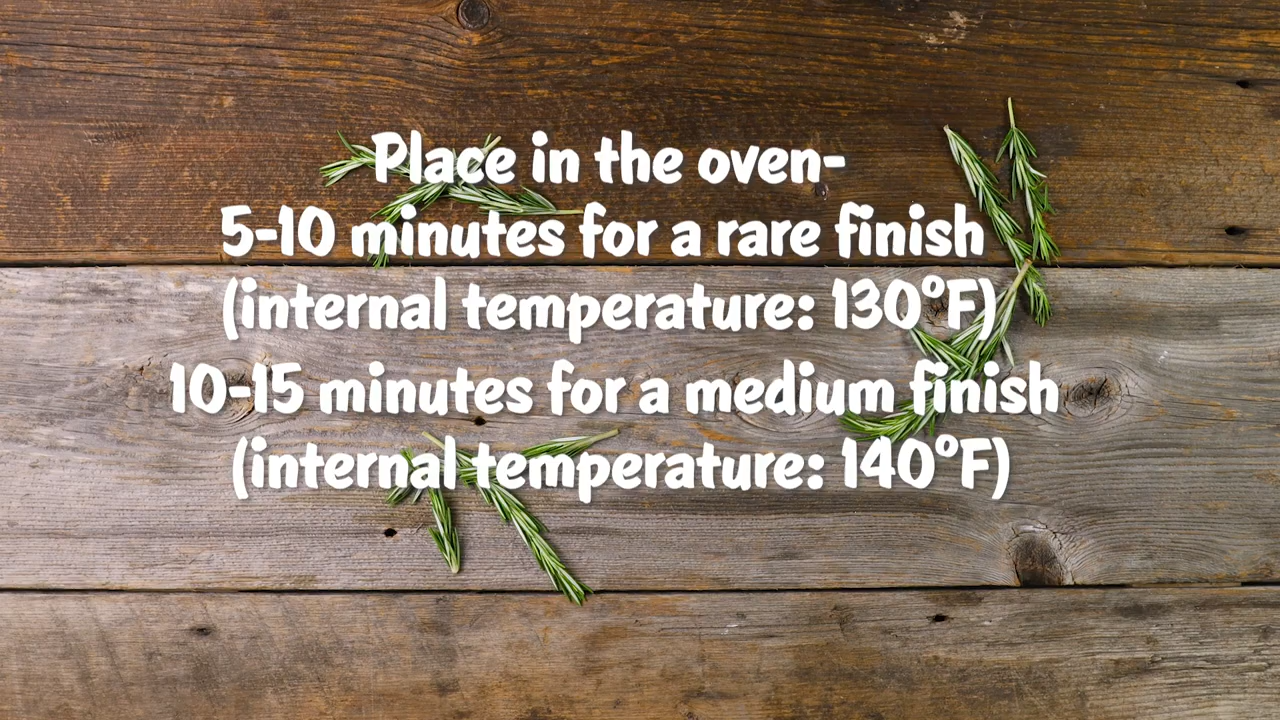 Place in the oven-
5-10 minutes for a rare finish
(internal temperature: 130°F)
10-15 minutes for a medium finish
(internal temperature: 140°F)